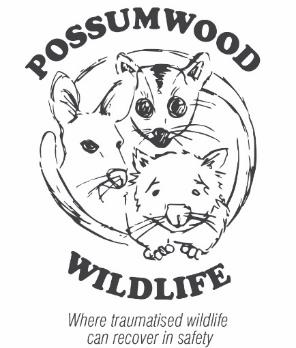 POSSUMWOOD
WILDLIFE
Where traumatised wildlife
can recover in safety